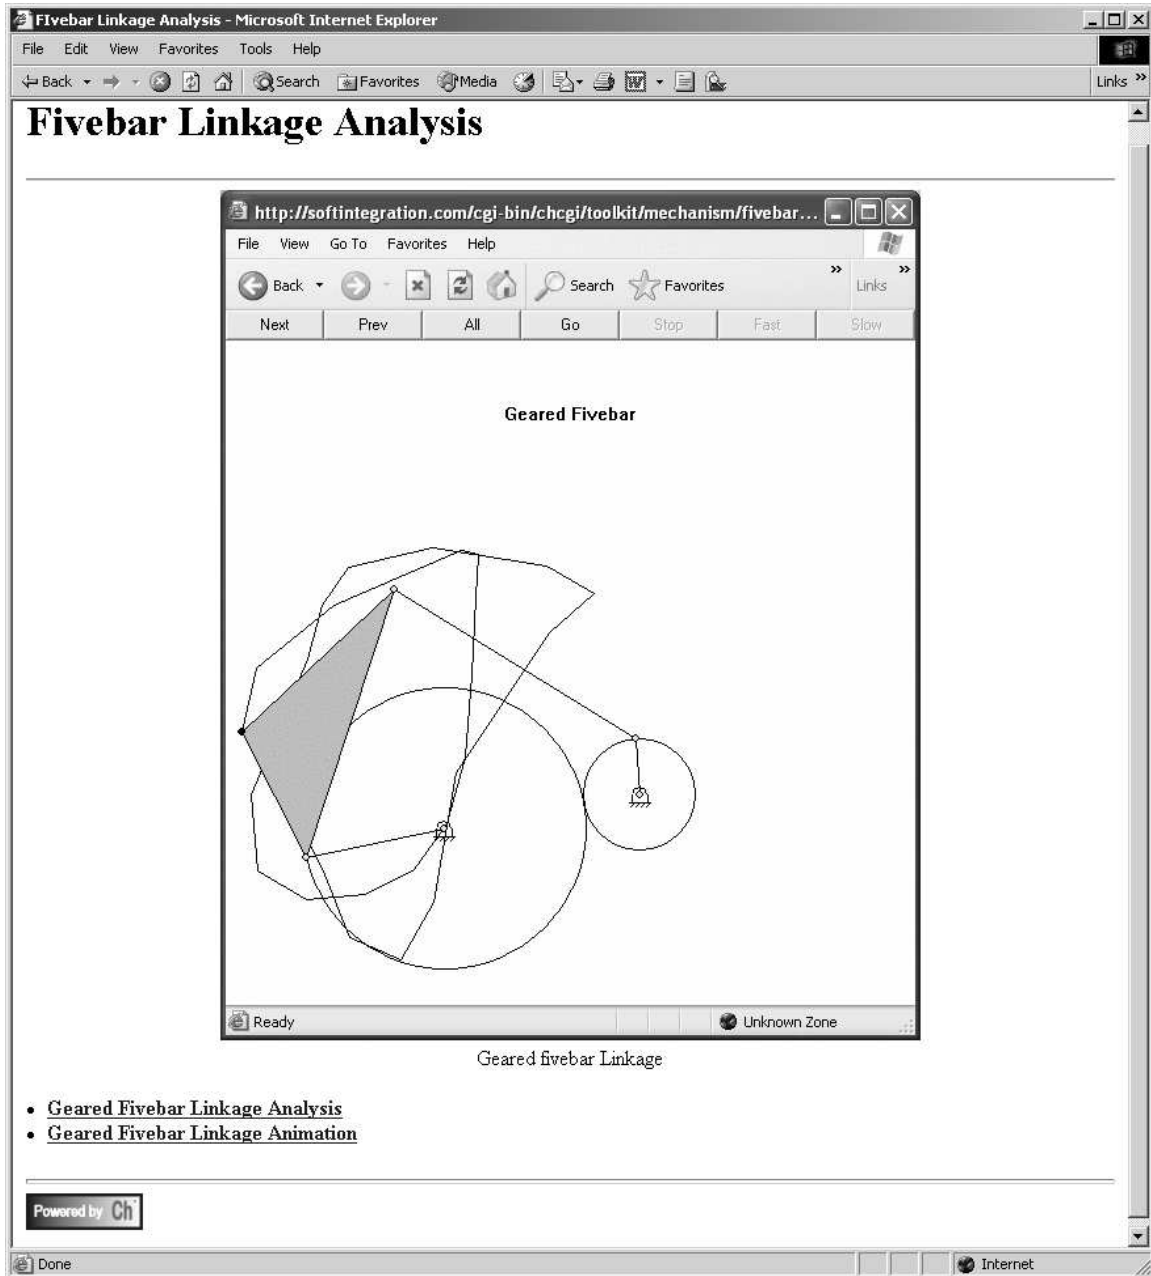 FIvebar Linkage Analysis - Microsoft Internet Explorer
File Edit View Favorites Tools Help
Back Search Favorites Media Links »
Fivebar Linkage Analysis
http://softintegration.com/cgi-bin/chcgi/toolkit/mechanism/fivebar...
File View Go To Favorites Help
Back Search Favorites » Links »
Next Prev All Go Stop Fast Slow
Geared Fivebar
Ready Unknown Zone
Geared fivebar Linkage
• Geared Fivebar Linkage Analysis
• Geared Fivebar Linkage Animation
Powered by Ch
Done Internet